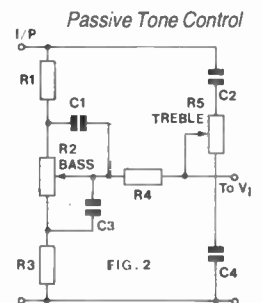 Passive Tone Control
I/P
R1
C1
C2
R5
TREBLE
R2
BASS
R4
To V1
C3
R3
FIG. 2
C4